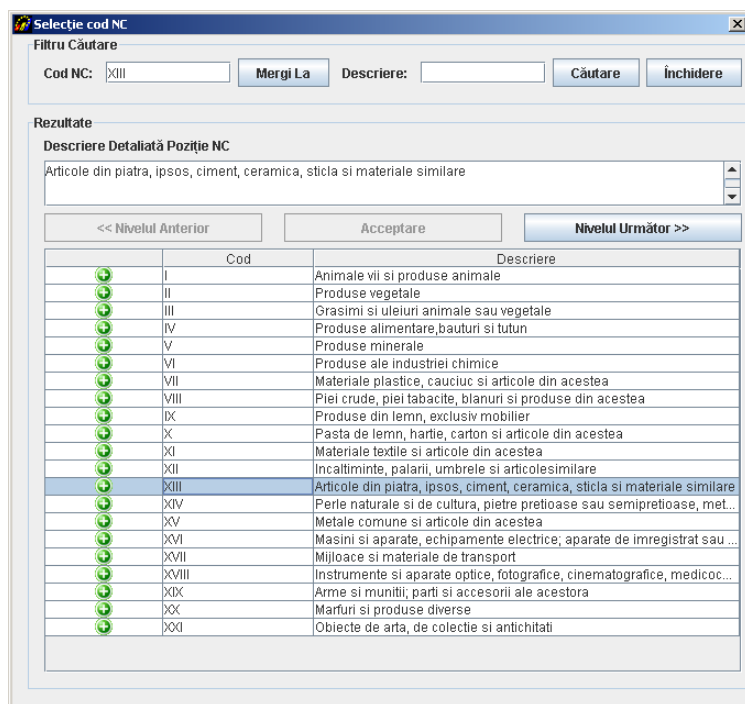 Selecție cod NC
Filtru Căutare
Cod NC: XIII Mergi La Descriere: Căutare Închidere
Rezultate
Descriere Detaliată Poziție NC
Articole din piatra, ipsos, ciment, ceramica, sticla si materiale similare
<< Nivelul Anterior Acceptare Nivelul Următor >>
Cod Descriere
I Animale vii si produse animale
II Produse vegetale
III Grasimi si uleiuri animale sau vegetale
IV Produse alimentare,bauturi si tutun
V Produse minerale
VI Produse ale industriei chimice
VII Materiale plastice, cauciuc si articole din acestea
VIII Piei crude, piei tabacite, blanuri si produse din acestea
IX Produse din lemn, exclusiv mobilier
X Pasta de lemn, hartie, carton si articole din acestea
XI Materiale textile si articole din acestea
XII Incaltiminte, palarii, umbrele si articolesimilare
XIII Articole din piatra, ipsos, ciment, ceramica, sticla si materiale similare
XIV Perle naturale si de cultura, pietre pretioase sau semipretioase, met...
XV Metale comune si articole din acestea
XVI Masini si aparate, echipamente electrice; aparate de imregistrat sau ...
XVII Mijloace si materiale de transport
XVIII Instrumente si aparate optice, fotografice, cinematografice, medicoc...
XIX Arme si munitii; parti si accesorii ale acestora
XX Marfuri si produse diverse
XXI Obiecte de arta, de colectie si antichitati